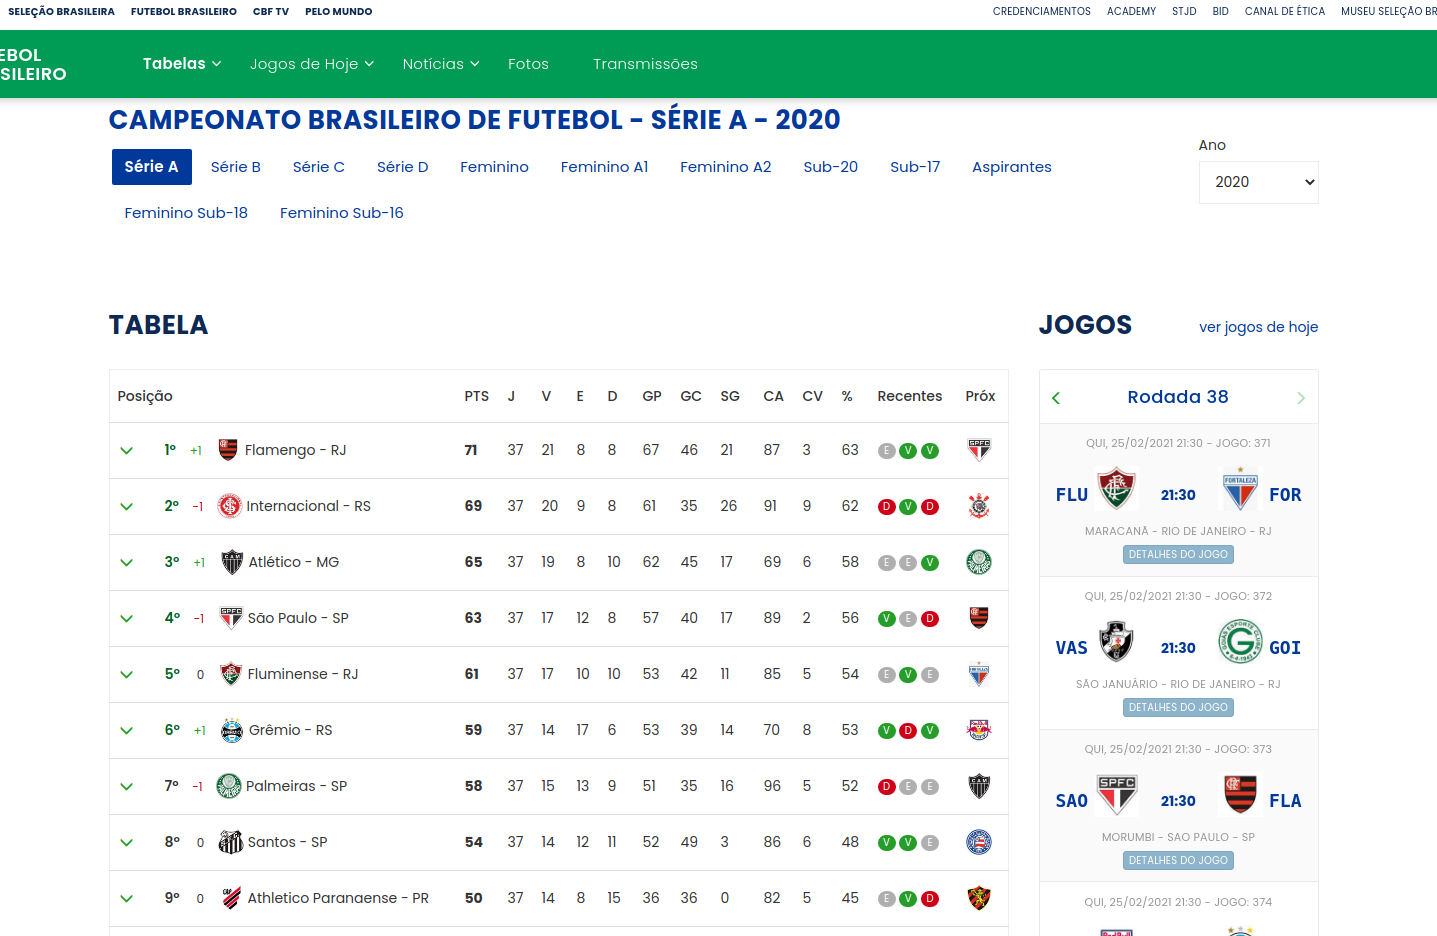 SELEÇÃO BRASILEIRA FUTEBOL BRASILEIRO CBF TV PELO MUNDO CREDENCIAMENTOS ACADEMY STJD BID CANAL DE ÉTICA MUSEU SELEÇÃO BR
EBOL
SILEIRO
Tabelas Jogos de Hoje Notícias Fotos Transmissões
CAMPEONATO BRASILEIRO DE FUTEBOL - SÉRIE A - 2020
Série A Série B Série C Série D Feminino Feminino A1 Feminino A2 Sub-20 Sub-17 Aspirantes
Feminino Sub-18 Feminino Sub-16
Ano
2020
TABELA
Posição PTS J V E D GP GC SG CA CV % Recentes Próx
1º +1 Flamengo - RJ 71 37 21 8 8 67 46 21 87 3 63 E V V
2º -1 Internacional - RS 69 37 20 9 8 61 35 26 91 9 62 D V D
3º +1 Atlético - MG 65 37 19 8 10 62 45 17 69 6 58 E E V
4º -1 São Paulo - SP 63 37 17 12 8 57 40 17 89 2 56 V E D
5º 0 Fluminense - RJ 61 37 17 10 10 53 42 11 85 5 54 E V E
6º +1 Grêmio - RS 59 37 14 17 6 53 39 14 70 8 53 V D V
7º -1 Palmeiras - SP 58 37 15 13 9 51 35 16 96 5 52 D E E
8º 0 Santos - SP 54 37 14 12 11 52 49 3 86 6 48 V V E
9º 0 Athletico Paranaense - PR 50 37 14 8 15 36 36 0 82 5 45 E V D
JOGOS ver jogos de hoje
Rodada 38
QUI, 25/02/2021 21:30 - JOGO: 371
FLU 21:30 FORTALEZA FOR
MARACANÃ - RIO DE JANEIRO - RJ
DETALHES DO JOGO
QUI, 25/02/2021 21:30 - JOGO: 372
VAS 21:30 GOI
SÃO JANUÁRIO - RIO DE JANEIRO - RJ
DETALHES DO JOGO
QUI, 25/02/2021 21:30 - JOGO: 373
SAO SPFC 21:30 FLA
MORUMBI - SAO PAULO - SP
DETALHES DO JOGO
QUI, 25/02/2021 21:30 - JOGO: 374